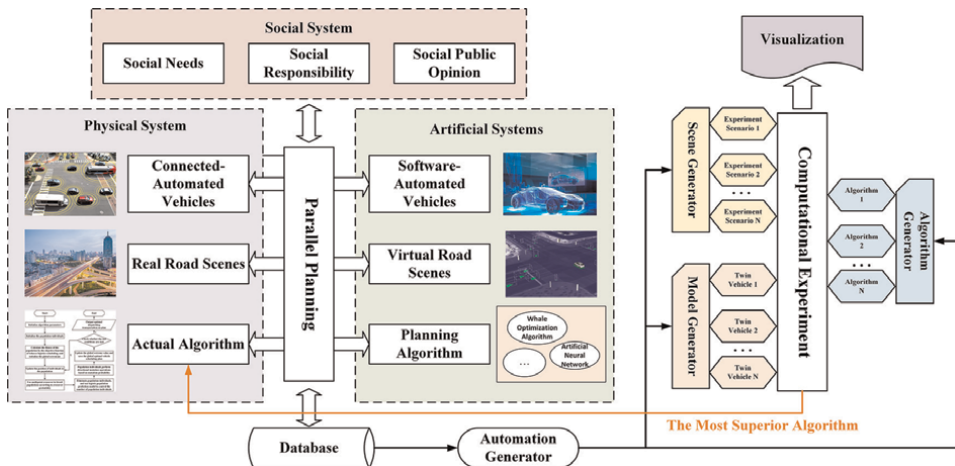 Social System
Social Needs
Social
Responsibility
Social Public
Opinion
Physical System
Connected-
Automated
Vehicles
Real Road Scenes
Actual Algorithm
Parallel Planning
Artificial Systems
Software-
Automated
Vehicles
Virtual Road
Scenes
Planning
Algorithm
Whale
Optimization
Algorithm
Artificial
Neural
Network
...
Database
Automation
Generator
Visualization
Scene Generator
Experiment
Scenario 1
Experiment
Scenario 2
...
Experiment
Scenario N
Model Generator
Twin
Vehicle 1
Twin
Vehicle 2
...
Twin
Vehicle N
Computational Experiment
Algorithm
1
Algorithm
2
...
Algorithm
N
Algorithm
Generator
The Most Superior Algorithm